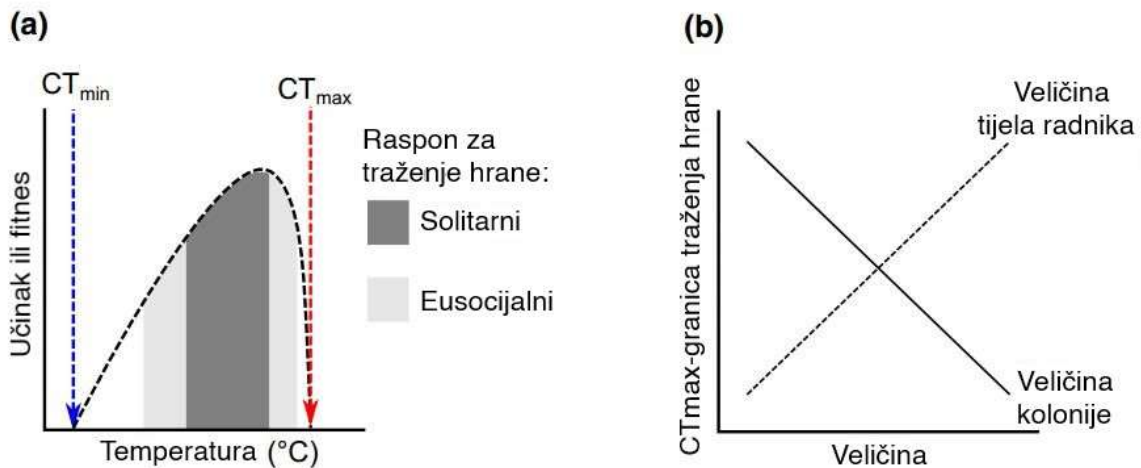 (a)
CTmin
CTmax
Učinak ili fitnes
Temperatura (°C)
Raspon za
traženje hrane:
Solitarni
Eusocijalni
(b)
CTmax-granica traženja hrane
Veličina
tijela radnika
Veličina
kolonije
Veličina